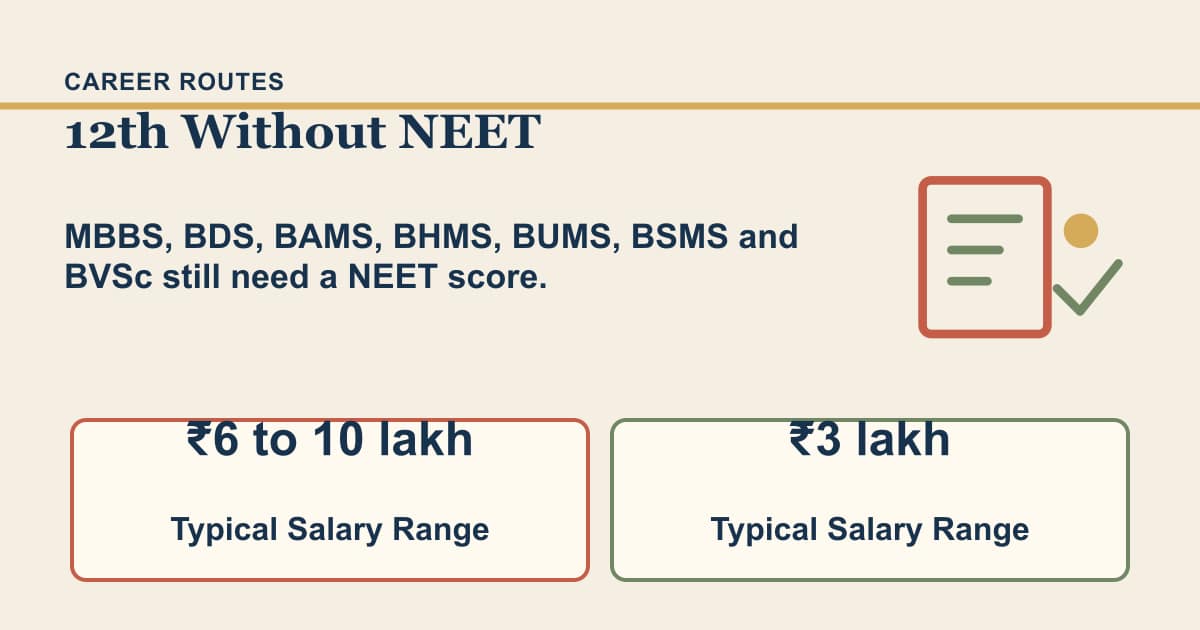 CAREER ROUTES
12th Without NEET
MBBS, BDS, BAMS, BHMS, BUMS, BSMS and
BVSc still need a NEET score.
₹6 to 10 lakh
Typical Salary Range
₹3 lakh
Typical Salary Range